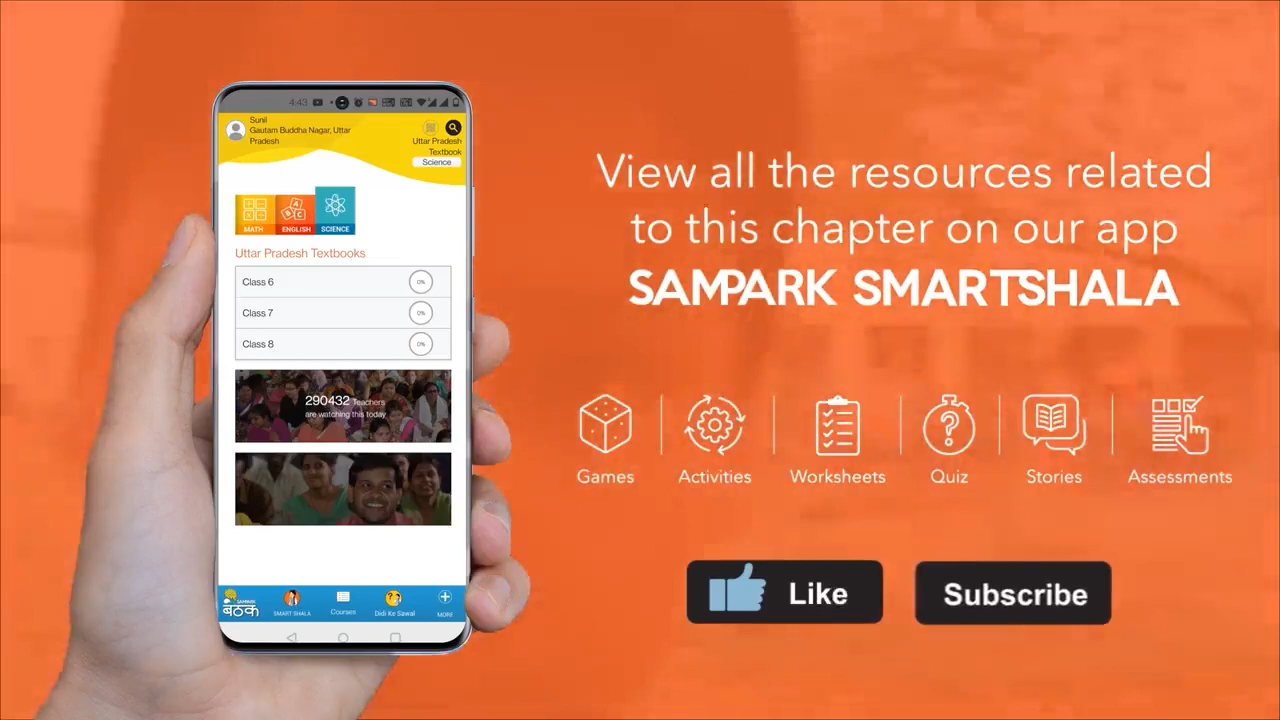 4:43
Sunil
Gautam Buddha Nagar, Uttar
Pradesh
Uttar Pradesh
Textbook
Science
MATH
ENGLISH
SCIENCE
Uttar Pradesh Textbooks
Class 6
0%
Class 7
0%
Class 8
0%
290432 Teachers
are watching this today
SAMPARK
बैठक
SMART SHALA
Courses
Didi Ke Sawal
MORE
View all the resources related
to this chapter on our app
SAMPARK SMARTSHALA
Games
Activities
Worksheets
Quiz
Stories
Assessments
Like
Subscribe